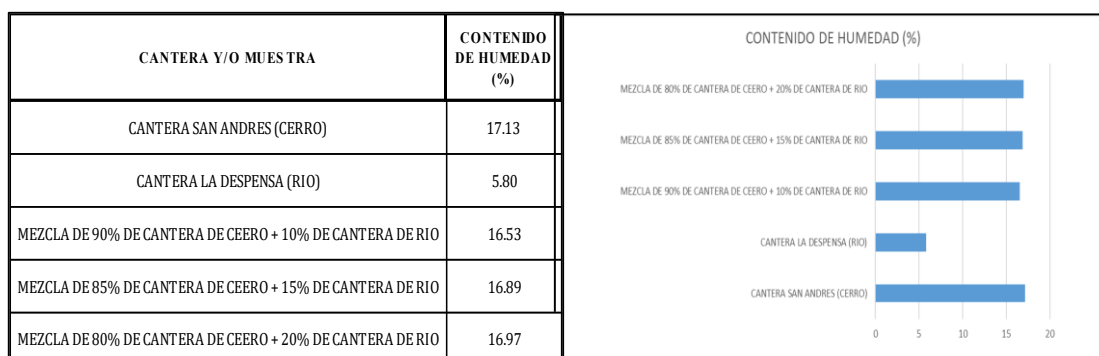 CANTERA Y/O MUESTRA
CONTENIDO
DE HUMEDAD
(%)
CANTERA SAN ANDRES (CERRO)
17.13
CANTERA LA DESPENSA (RIO)
5.80
MEZCLA DE 90% DE CANTERA DE CEERO + 10% DE CANTERA DE RIO
16.53
MEZCLA DE 85% DE CANTERA DE CEERO + 15% DE CANTERA DE RIO
16.89
MEZCLA DE 80% DE CANTERA DE CEERO + 20% DE CANTERA DE RIO
16.97
CONTENIDO DE HUMEDAD (%)
MEZCLA DE 80% DE CANTERA DE CEERO + 20% DE CANTERA DE RIO
MEZCLA DE 85% DE CANTERA DE CEERO + 15% DE CANTERA DE RIO
MEZCLA DE 90% DE CANTERA DE CEERO + 10% DE CANTERA DE RIO
CANTERA LA DESPENSA (RIO)
CANTERA SAN ANDRES (CERRO)
0 5 10 15 20